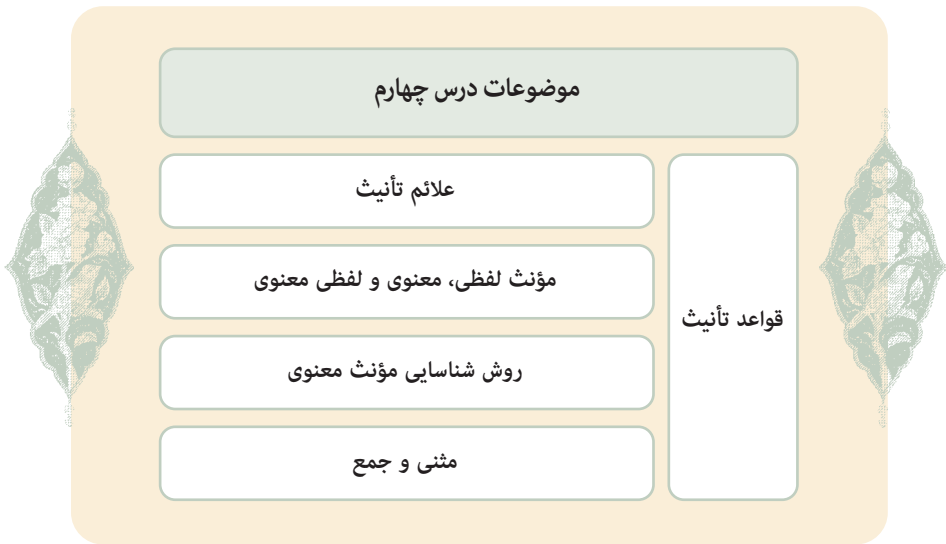 موضوعات درس چهارم
قواعد تأنیث
علائم تأنیث
مؤنث لفظی، معنوی و لفظی معنوی
روش شناسایی مؤنث معنوی
مثنی و جمع